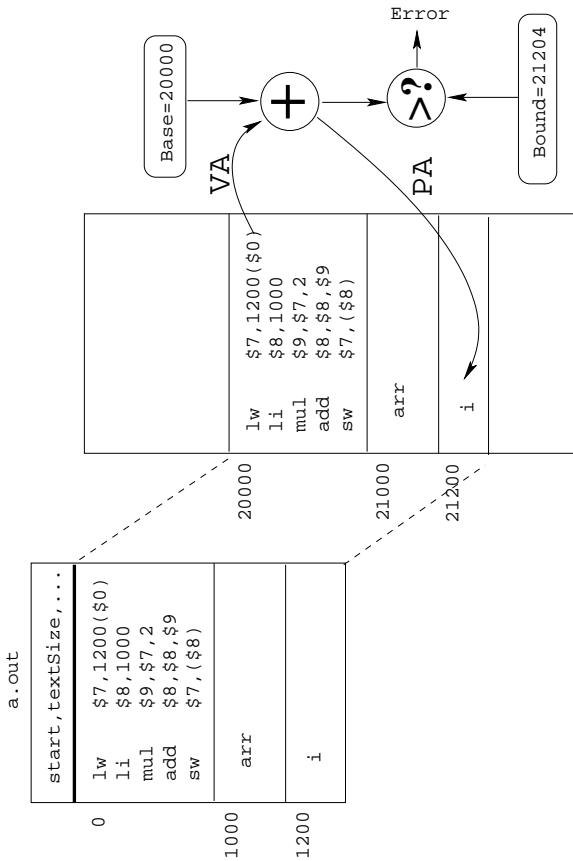 a.out
start,textSize,...
0
lw $7,1200($0)
li $8,1000
mul $9,$7,2
add $8,$8,$9
sw $7,($8)
1000
arr
1200
i
20000
lw $7,1200($0)
li $8,1000
mul $9,$7,2
add $8,$8,$9
sw $7,($8)
21000
arr
21200
i
VA
PA
Base=20000
+
>?
Error
Bound=21204